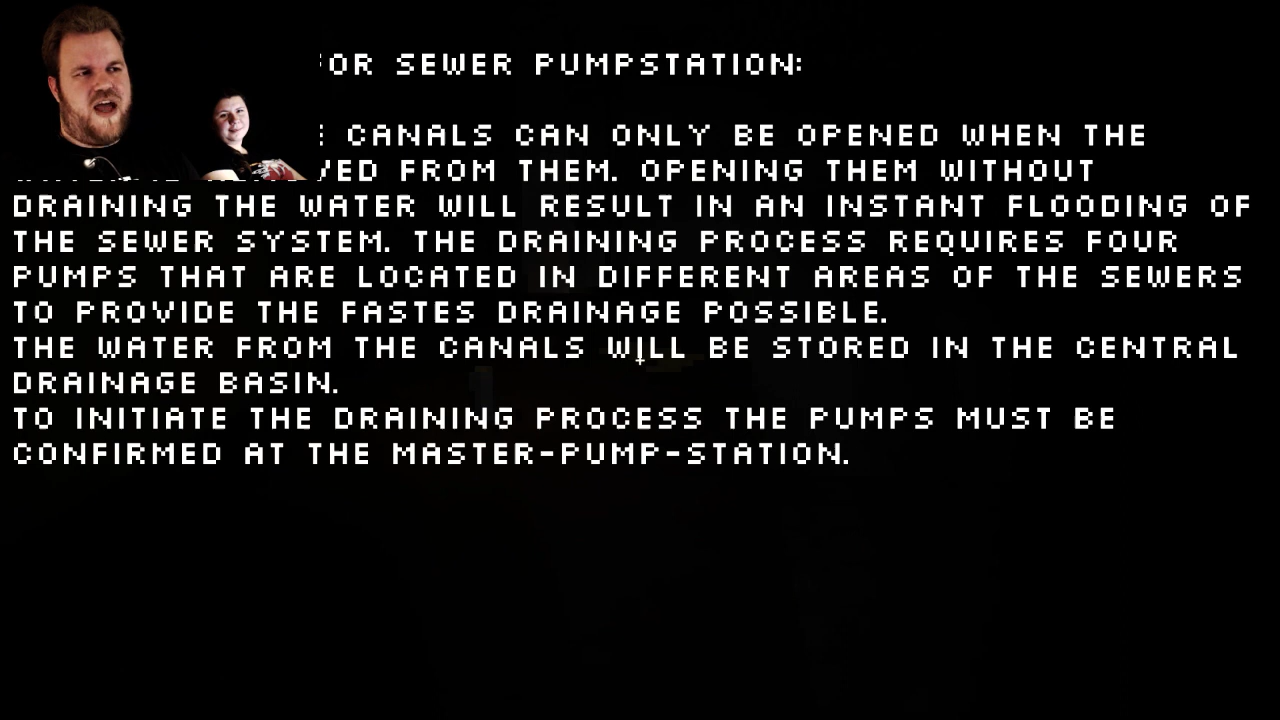 FOR SEWER PUMPSTATION:
CANALS CAN ONLY BE OPENED WHEN THE
FROM THEM. OPENING THEM WITHOUT
DRAINING THE WATER WILL RESULT IN AN INSTANT FLOODING OF
THE SEWER SYSTEM. THE DRAINING PROCESS REQUIRES FOUR
PUMPS THAT ARE LOCATED IN DIFFERENT AREAS OF THE SEWERS
TO PROVIDE THE FASTES DRAINAGE POSSIBLE.
THE WATER FROM THE CANALS WILL BE STORED IN THE CENTRAL
DRAINAGE BASIN.
TO INITIATE THE DRAINING PROCESS THE PUMPS MUST BE
CONFIRMED AT THE MASTER-PUMP-STATION.